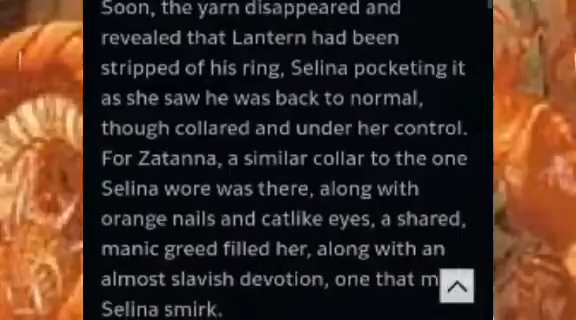 Soon, the yarn disappeared and
revealed that Lantern had been
stripped of his ring, Selina pocketing it
as she saw he was back to normal,
though collared and under her control.
For Zatanna, a similar collar to the one
Selina wore was there, along with
orange nails and catlike eyes, a shared,
manic greed filled her, along with an
almost slavish devotion, one that
Selina smirk.